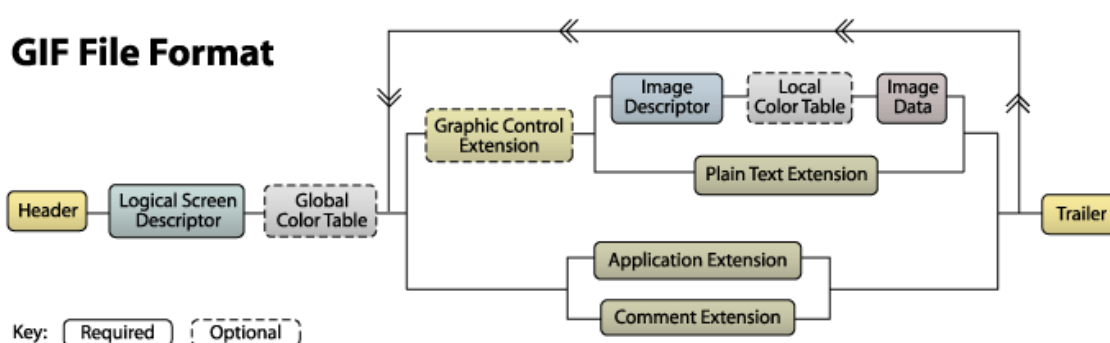 GIF File Format
Image
Descriptor
Local
Color Table
Image
Data
Graphic Control
Extension
Plain Text Extension
Header
Logical Screen
Descriptor
Global
Color Table
Trailer
Application Extension
Comment Extension
Key: Required Optional